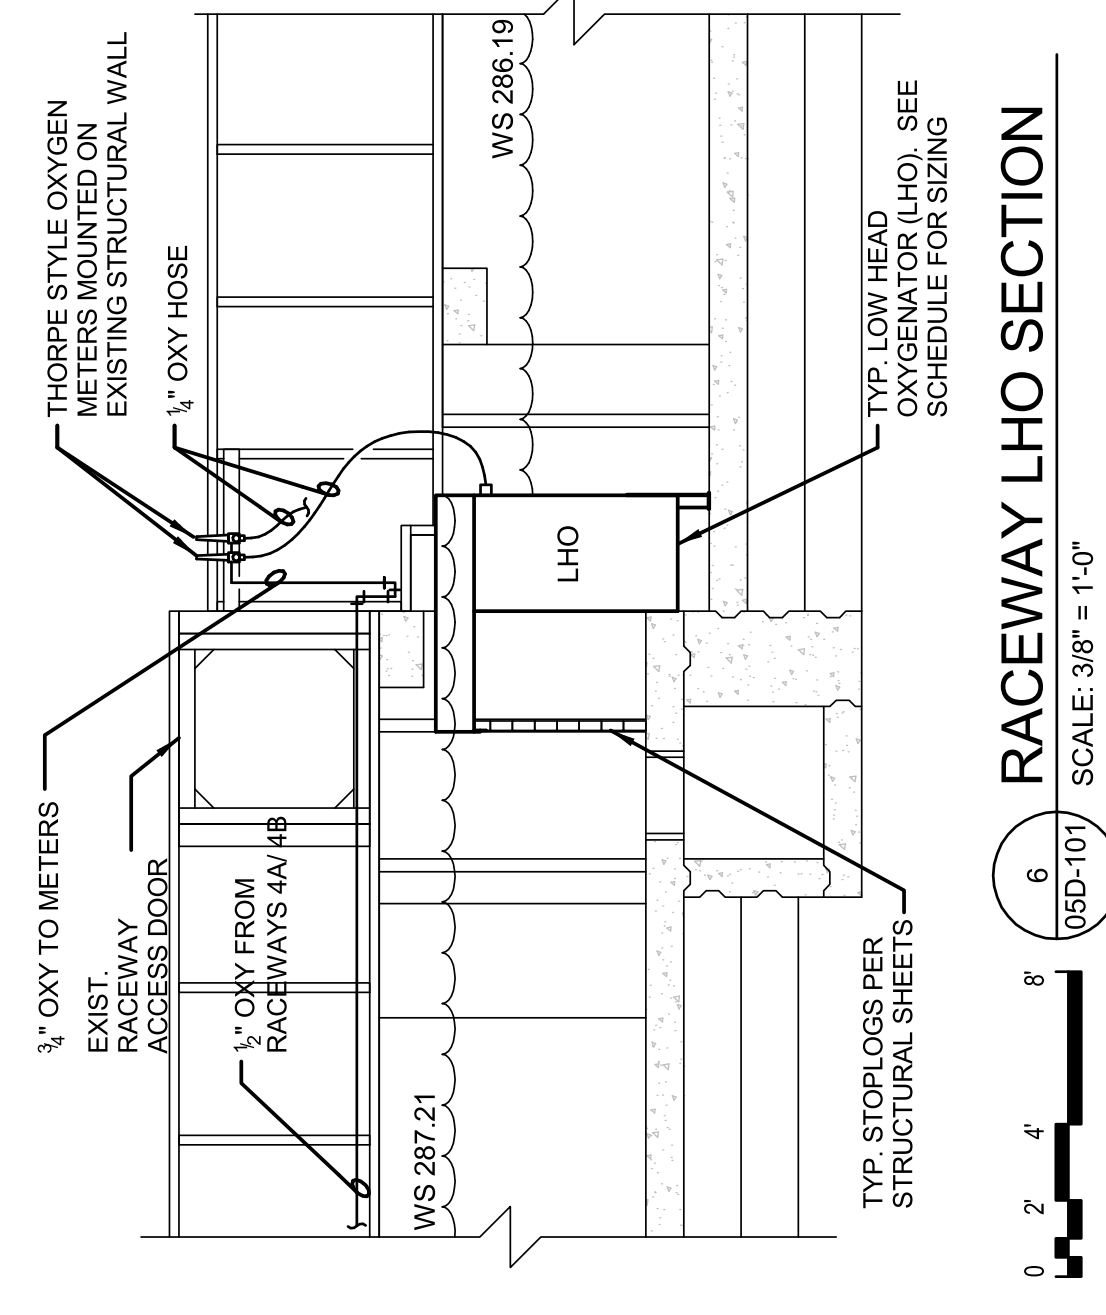 THORPE STYLE OXYGEN
METERS MOUNTED ON
EXISTING STRUCTURAL WALL
¼" OXY HOSE
¾" OXY TO METERS
EXIST.
RACEWAY
ACCESS DOOR
½" OXY FROM
RACEWAYS 4A/ 4B
WS 287.21
WS 286.19
LHO
TYP. LOW HEAD
OXYGENATOR (LHO). SEE
SCHEDULE FOR SIZING
TYP. STOPLOGS PER
STRUCTURAL SHEETS
6
05D-101
RACEWAY LHO SECTION
SCALE: 3/8" = 1'-0"
0 2' 4' 8'